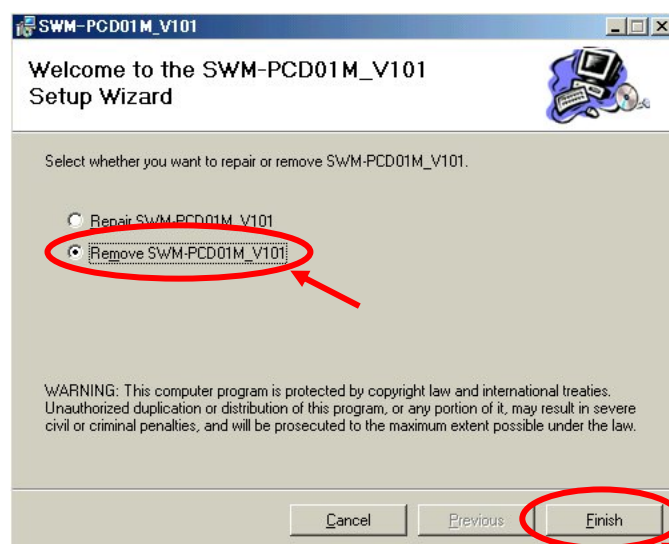 SWM-PCD01M_V101
Welcome to the SWM-PCD01M_V101
Setup Wizard
Select whether you want to repair or remove SWM-PCD01M_V101.
Repair SWM-PCD01M_V101
Remove SWM-PCD01M_V101
WARNING: This computer program is protected by copyright law and international treaties.
Unauthorized duplication or distribution of this program, or any portion of it, may result in severe
civil or criminal penalties, and will be prosecuted to the maximum extent possible under the law.
Cancel
Previous
Finish